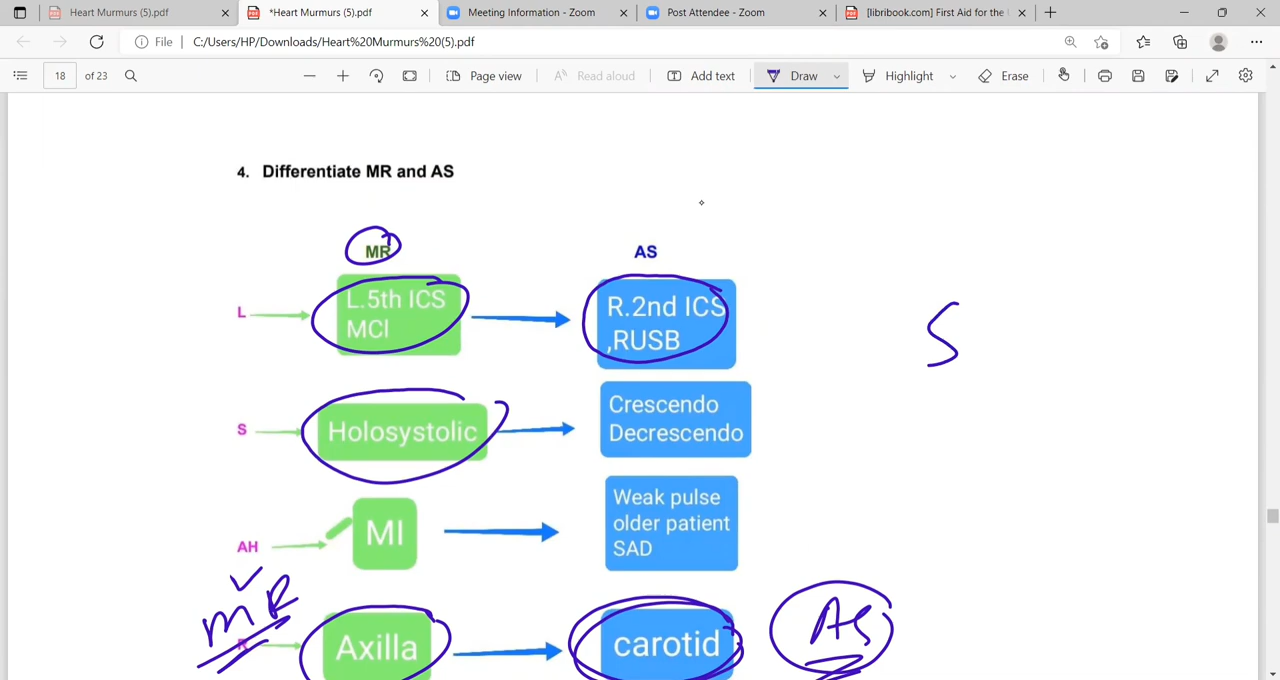 Heart Murmurs (5).pdf
*Heart Murmurs (5).pdf
Meeting Information - Zoom
Post Attendee - Zoom
[libribook.com] First Aid for the
File
C:/Users/HP/Downloads/Heart%20Murmurs%20(5).pdf
18 of 23
Page view
Read aloud
Add text
Draw
Highlight
Erase
4. Differentiate MR and AS
MR
AS
L
L.5th ICS
MCl
R.2nd ICS
,RUSB
S
S
Holosystolic
Crescendo
Decrescendo
AH
MI
Weak pulse
older patient
SAD
MR
R
Axilla
carotid
AS